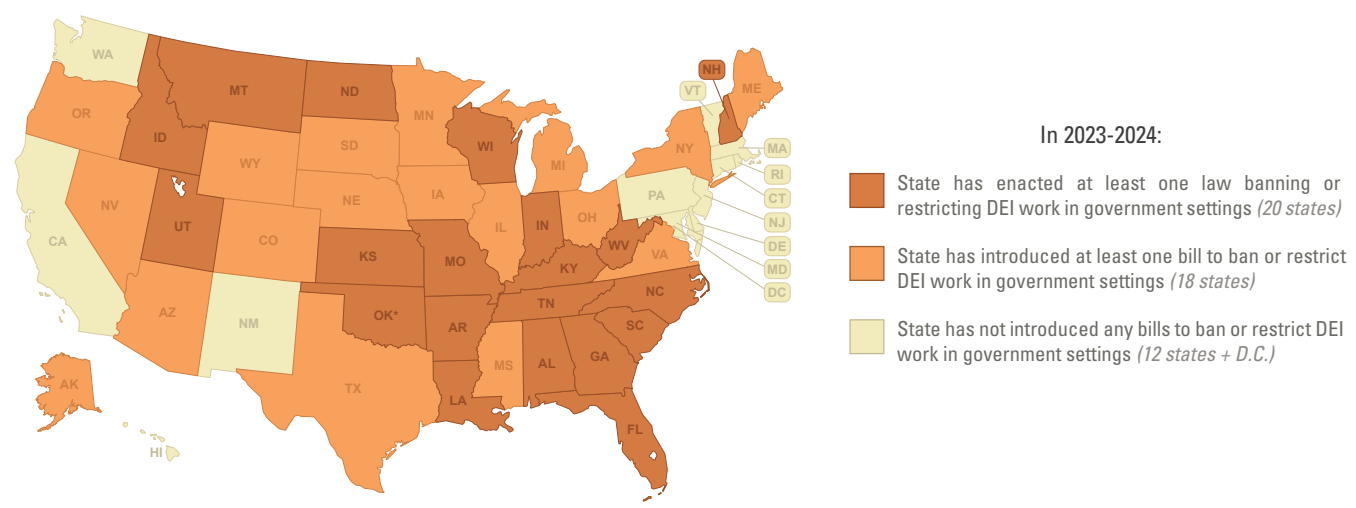 WA
MT
ND
MN
OR
ID
WY
SD
WI
MI
NH
VT
ME
NY
MA
RI
CT
NJ
DE
MD
DC
PA
NV
UT
CO
NE
IA
IL
IN
OH
WV
VA
CA
KS
MO
KY
AZ
NM
OK*
AR
TN
NC
SC
MS
AL
GA
TX
LA
FL
AK
HI
In 2023-2024:
State has enacted at least one law banning or
restricting DEI work in government settings (20 states)
State has introduced at least one bill to ban or restrict
DEI work in government settings (18 states)
State has not introduced any bills to ban or restrict DEI
work in government settings (12 states + D.C.)